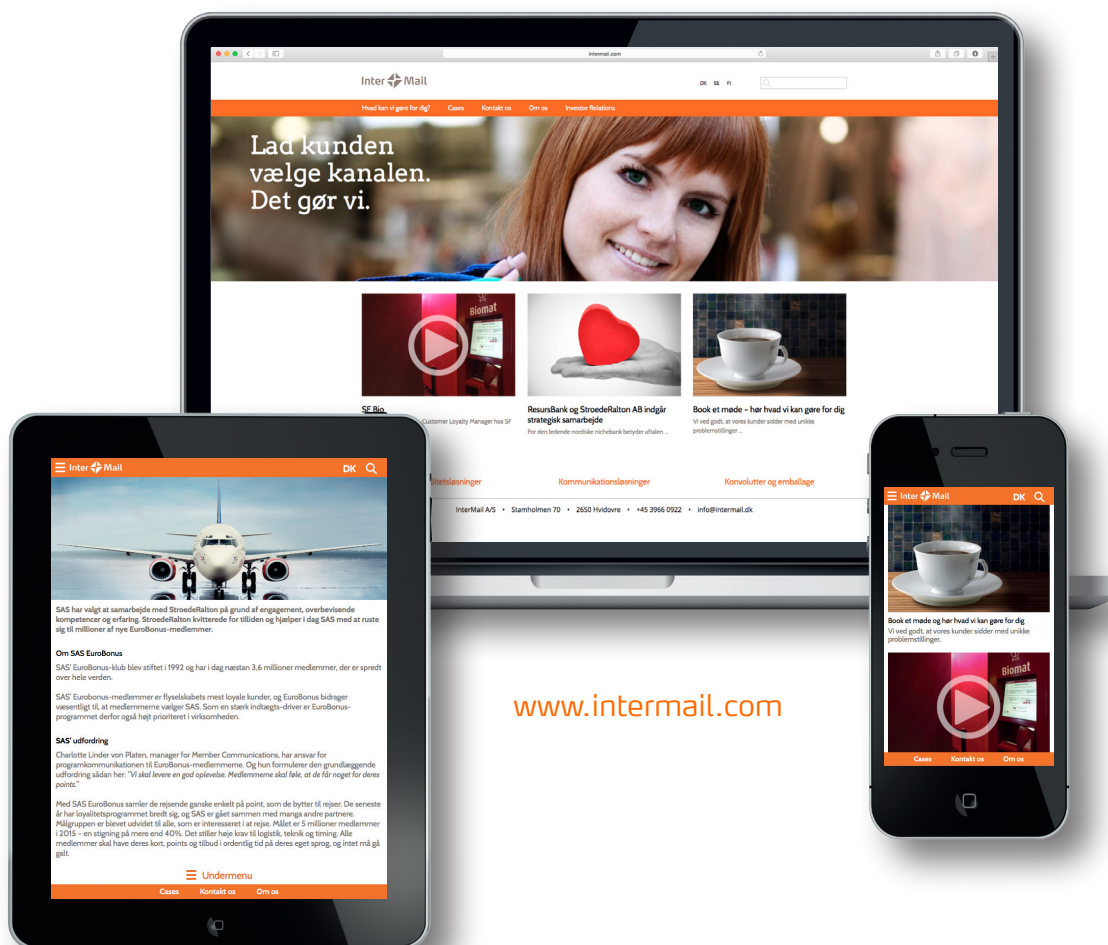 intermail.com
Inter Mail
DK SE FI
Hvad kan vi gøre for dig? Cases Kontakt os Om os Investor Relations
Lad kunden
vælge kanalen.
Det gør vi.
Biomat
SF Bio
Customer Loyalty Manager hos SF
ResursBank og StroedeRalton AB indgår
strategisk samarbejde
For den ledende nordiske nichebank betyder aftalen ...
Book et møde – hør hvad vi kan gøre for dig
Vi ved godt, at vores kunder sidder med unikke
problemstillinger ...
litetsløsninger Kommunikationsløsninger Konvolutter og emballage
InterMail A/S • Stamholmen 70 • 2650 Hvidovre • +45 3966 0922 • info@intermail.dk
Inter Mail DK
SAS har valgt at samarbejde med StroedeRalton på grund af engagement, overbevisende
kompetencer og erfaring. StroedeRalton kvitterede for tilliden og hjælper i dag SAS med at ruste
sig til millioner af nye EuroBonus-medlemmer.
Om SAS EuroBonus
SAS' EuroBonus-klub blev stiftet i 1992 og har i dag næstan 3,6 millioner medlemmer, der er spredt
over hele verden.
SAS' Eurobonus-medlemmer er flyselskabets mest loyale kunder, og EuroBonus bidrager
væsentligt til, at medlemmerne vælger SAS. Som en stærk indtægts-driver er EuroBonus-
programmet derfor også højt prioriteret i virksomheden.
SAS' udfordring
Charlotte Linder von Platen, manager for Member Communications, har ansvar for
programkommunikationen til EuroBonus-medlemmerne. Og hun formulerer den grundlæggende
udfordring sådan her: "Vi skal levere en god oplevelse. Medlemmerne skal føle, at de får noget for deres
points."
Med SAS EuroBonus samler de rejsende ganske enkelt på point, som de bytter til rejser. De seneste
år har loyalitetsprogrammet bredt sig, og SAS er gået sammen med manga andre partnere.
Målgruppen er blevet udvidet til alle, som er interesseret i at rejse. Målet er 5 millioner medlemmer
i 2015 – en stigning på mere end 40%. Det stiller høje krav til logistik, teknik og timing. Alle
medlemmer skal have deres kort, points og tilbud i ordentlig tid på deres eget sprog, og intet må gå
galt.
Undermenu
Cases Kontakt os Om os
www.intermail.com
Inter Mail DK
Book et møde og hør hvad vi kan gøre for dig
Vi ved godt, at vores kunder sidder med unikke
problemstillinger,
Biomat
Cases Kontakt os Om os